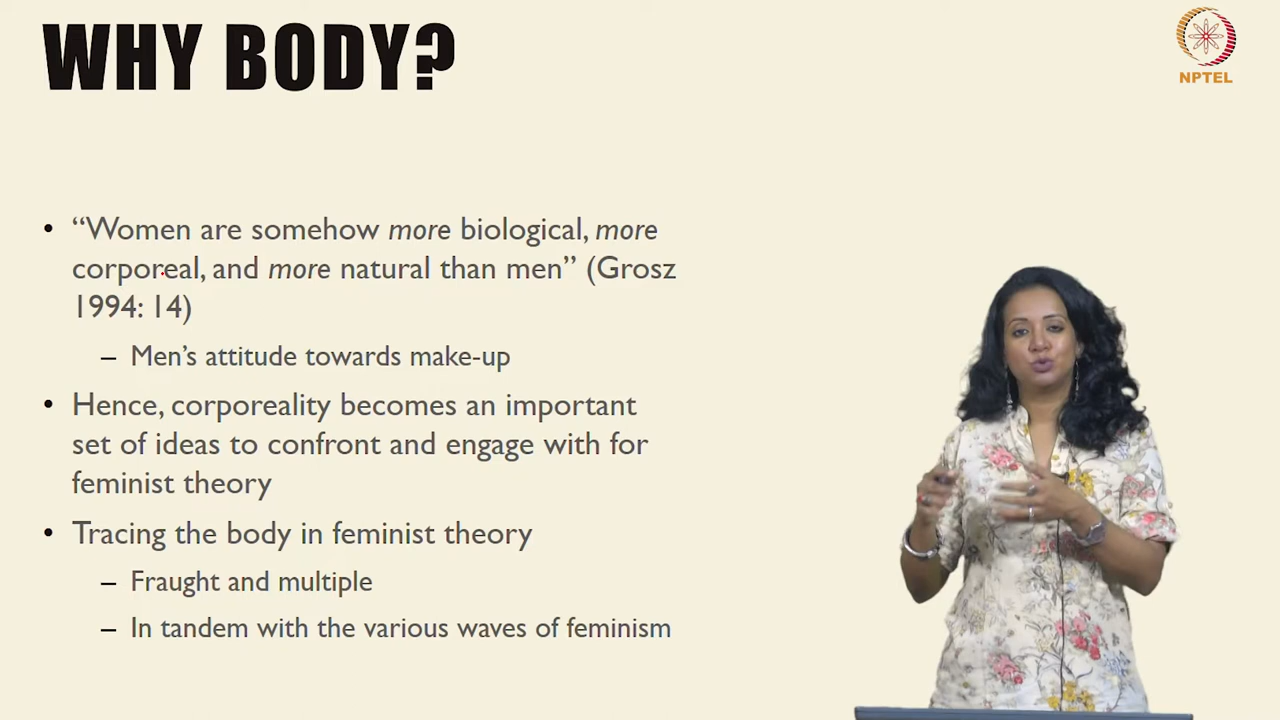 WHY BODY?
NPTEL
• “Women are somehow more biological, more
corporeal, and more natural than men” (Grosz
1994: 14)
– Men’s attitude towards make-up
• Hence, corporeality becomes an important
set of ideas to confront and engage with for
feminist theory
• Tracing the body in feminist theory
– Fraught and multiple
– In tandem with the various waves of feminism